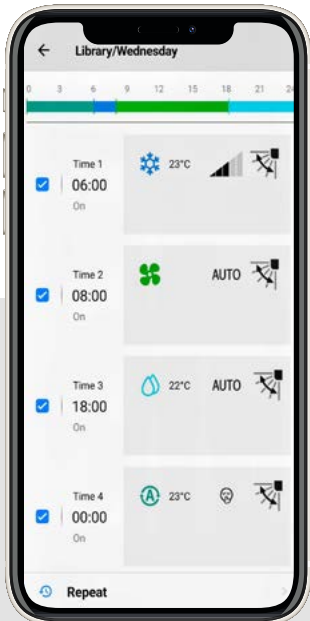 Library/Wednesday
0 3 6 9 12 15 18 21 24
Time 1
06:00
On
23°C
Time 2
08:00
On
AUTO
Time 3
18:00
On
22°C AUTO
Time 4
00:00
On
A 23°C
Repeat